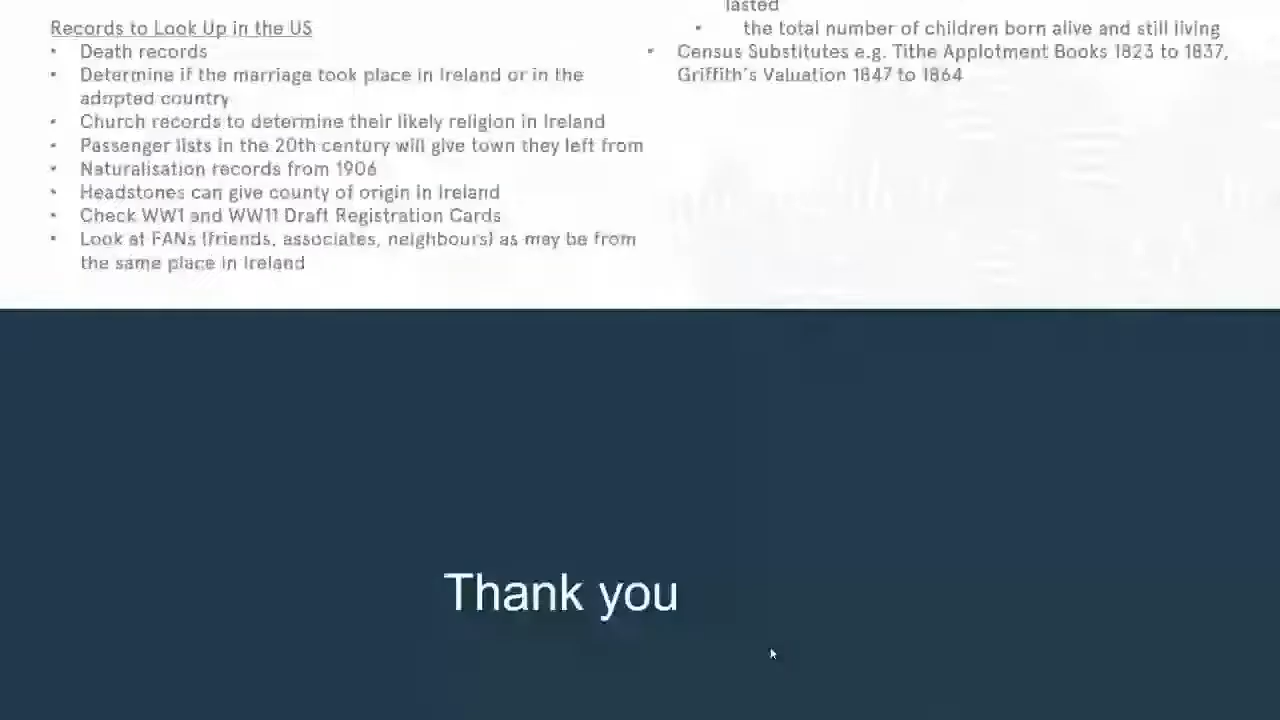 Records to Look Up in the US
• Death records
• Determine if the marriage took place in Ireland or in the
adopted country
• Church records to determine their likely religion in Ireland
• Passenger lists in the 20th century will give town they left from
• Naturalisation records from 1906
• Headstones can give county of origin in Ireland
• Check WW1 and WW11 Draft Registration Cards
• Look at FANs (friends, associates, neighbours) as may be from
the same place in Ireland
lasted
• the total number of children born alive and still living
• Census Substitutes e.g. Tithe Applotment Books 1823 to 1837,
Griffith's Valuation 1847 to 1864
Thank you